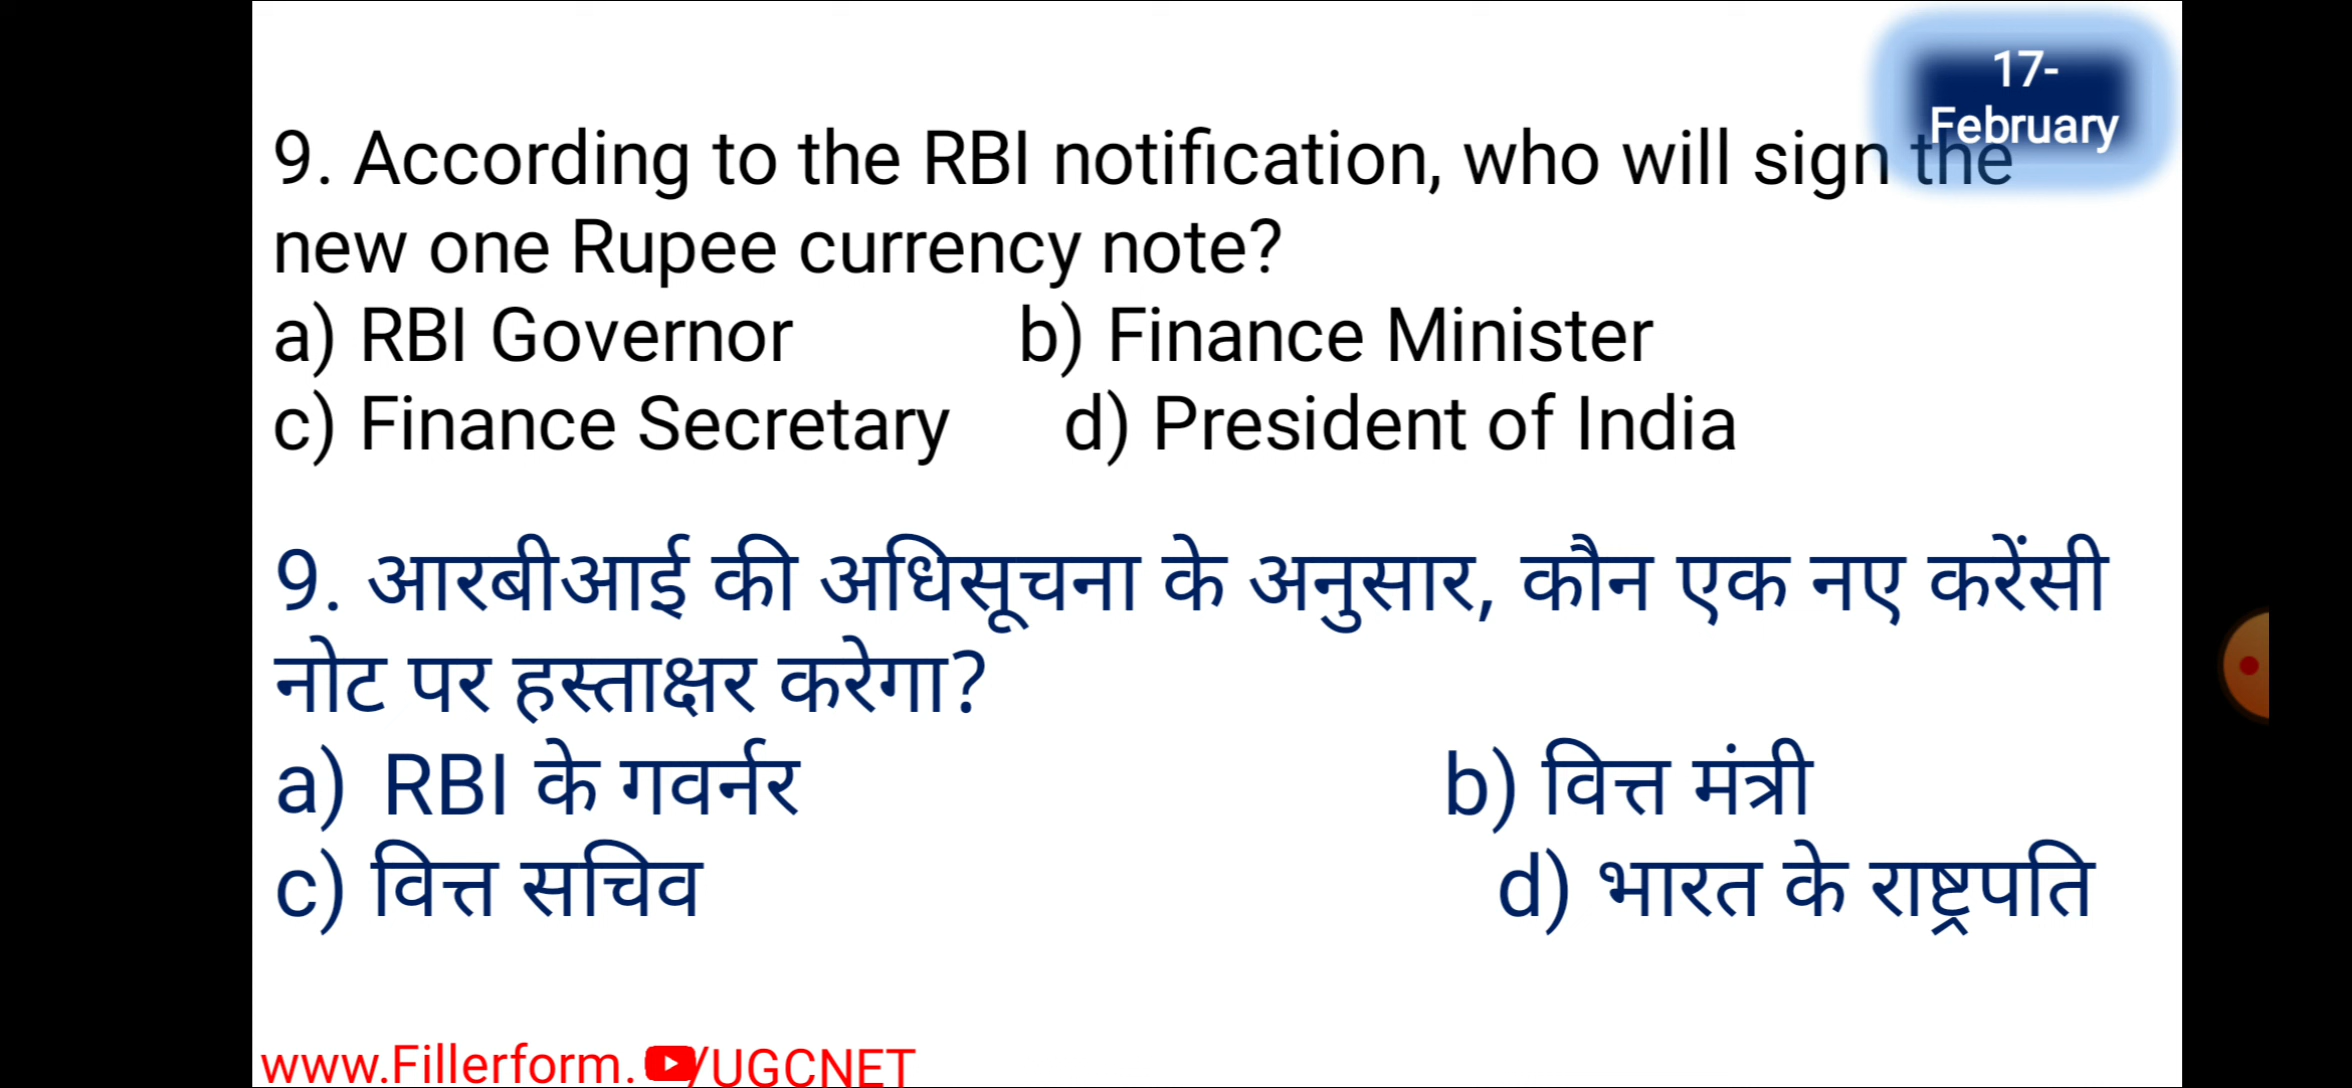 17-
February
9. According to the RBI notification, who will sign the
new one Rupee currency note?
a) RBI Governor b) Finance Minister
c) Finance Secretary d) President of India
9. आरबीआई की अधिसूचना के अनुसार, कौन एक नए करेंसी
नोट पर हस्ताक्षर करेगा?
a) RBI के गवर्नर b) वित्त मंत्री
c) वित्त सचिव d) भारत के राष्ट्रपति
www.Fillerform. /UGCNET